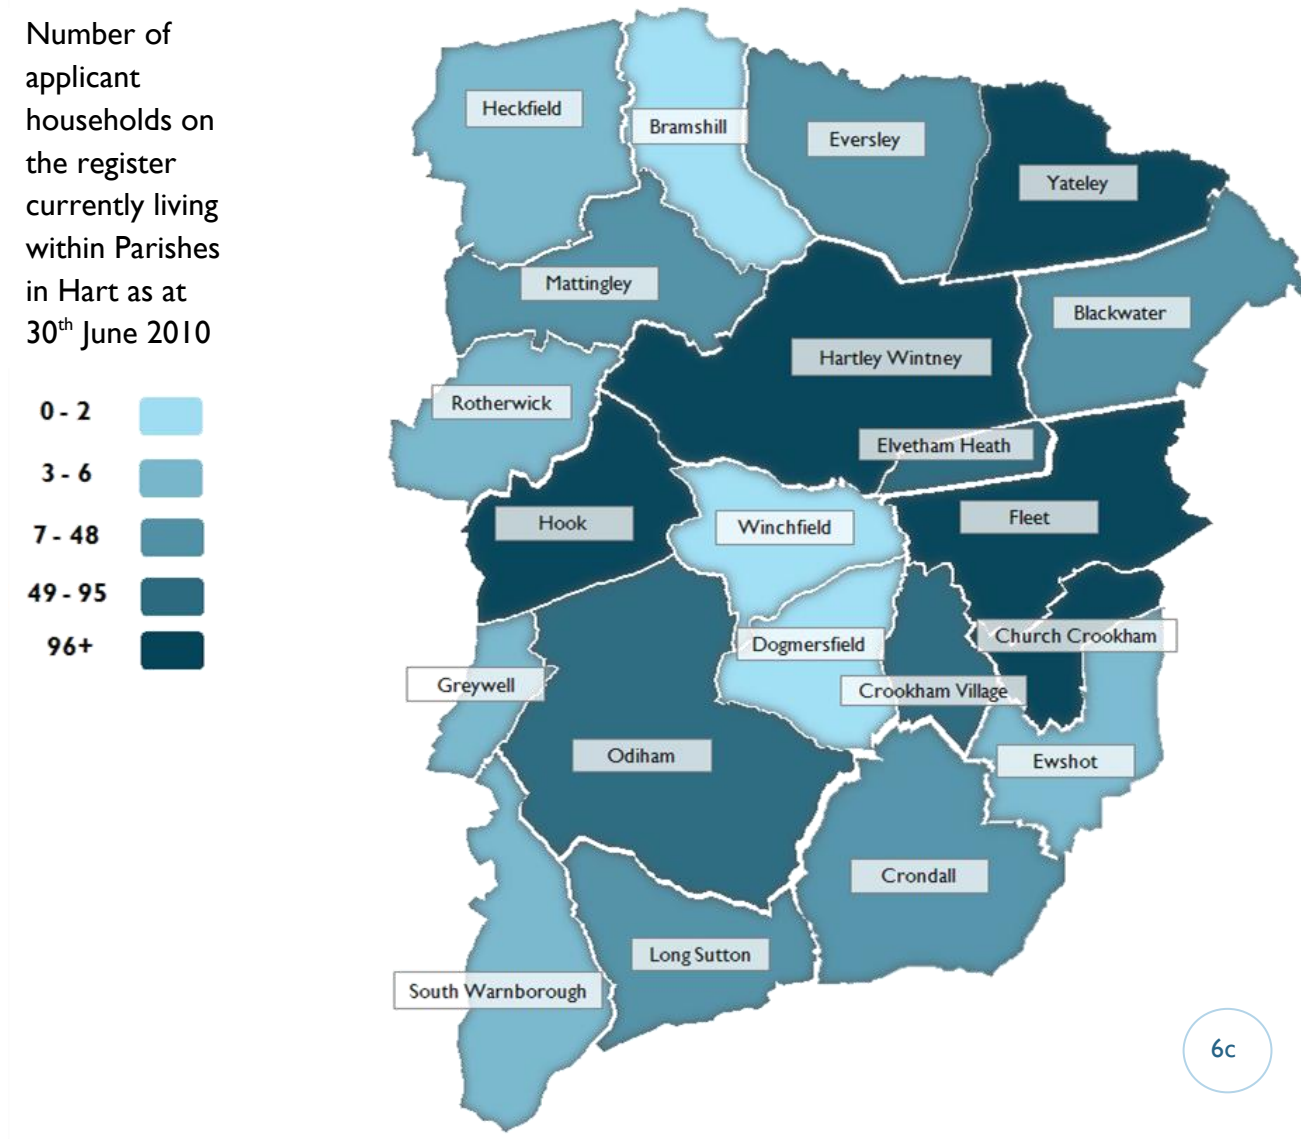 Number of
applicant
households on
the register
currently living
within Parishes
in Hart as at
30th June 2010
0 - 2
3 - 6
7 - 48
49 - 95
96+
Heckfield
Bramshill
Eversley
Yateley
Mattingley
Blackwater
Hartley Wintney
Rotherwick
Elvetham Heath
Hook
Winchfield
Fleet
Church Crookham
Dogmersfield
Greywell
Crookham Village
Odiham
Ewshot
Crondall
Long Sutton
South Warnborough
6c